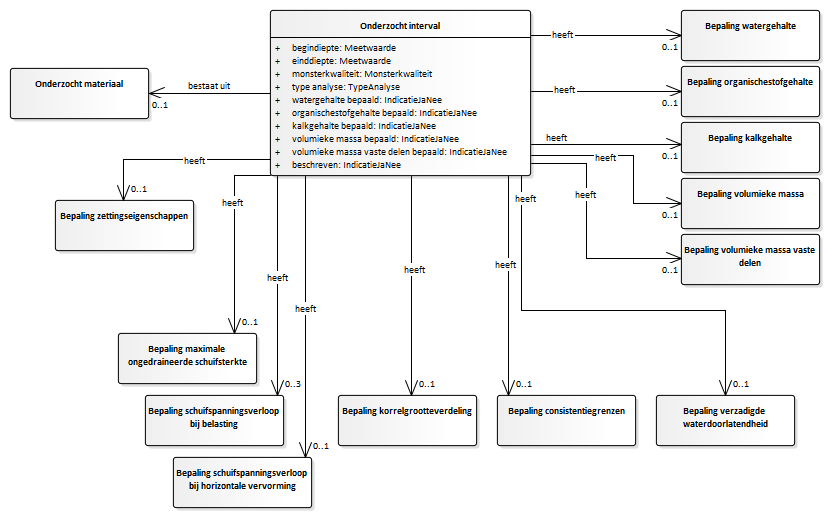 Onderzocht interval
+ begindiepte: Meetwaarde
+ einddiepte: Meetwaarde
+ monsterkwaliteit: Monsterkwaliteit
+ type analyse: TypeAnalyse
+ watergehalte bepaald: IndicatieJaNee
+ organischestofgehalte bepaald: IndicatieJaNee
+ kalkgehalte bepaald: IndicatieJaNee
+ volumieke massa bepaald: IndicatieJaNee
+ volumieke massa vaste delen bepaald: IndicatieJaNee
+ beschreven: IndicatieJaNee
heeft
0..1
Bepaling watergehalte
heeft
0..1
Bepaling organischestofgehalte
heeft
0..1
Bepaling kalkgehalte
heeft
0..1
Bepaling volumieke massa
heeft
0..1
Bepaling volumieke massa vaste
delen
bestaat uit
0..1
Onderzocht materiaal
heeft
0..1
Bepaling zettingseigenschappen
heeft
0..1
Bepaling maximale
ongedraineerde schuifsterkte
heeft
0..3
Bepaling schuifspanningsverloop
bij belasting
heeft
0..1
Bepaling schuifspanningsverloop
bij horizontale vervorming
heeft
0..1
Bepaling korrelgrootteverdeling
heeft
0..1
Bepaling consistentiegrenzen
heeft
0..1
Bepaling verzadigde
waterdoorlatendheid